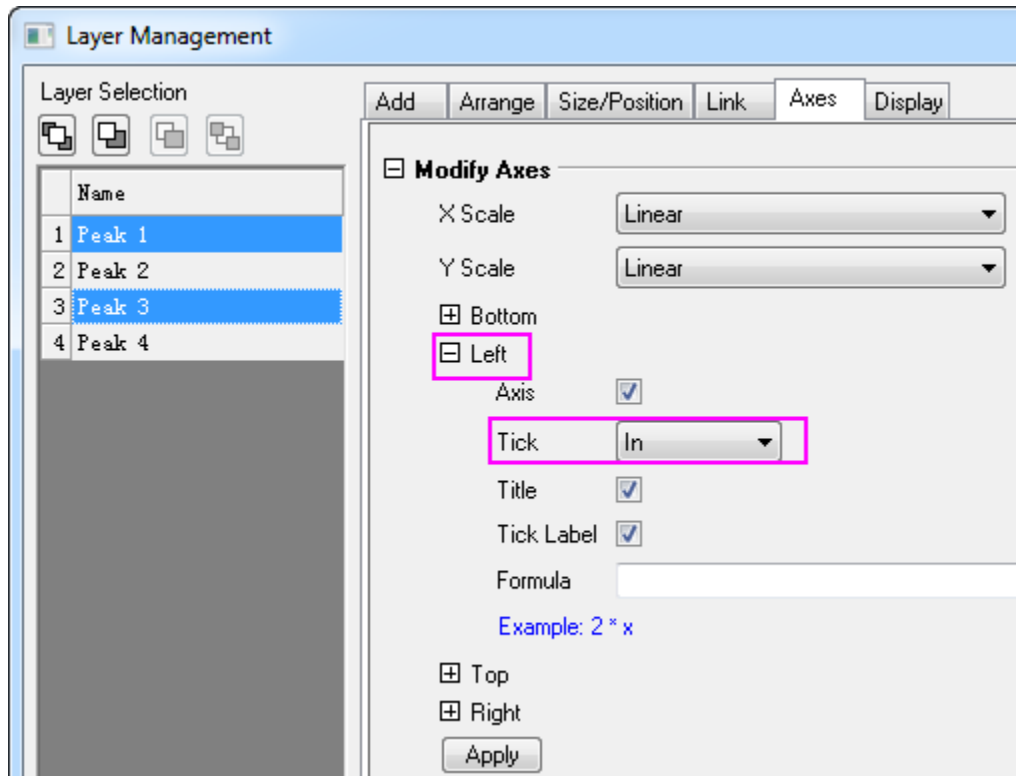 Layer Management
Layer Selection
Add Arrange Size/Position Link Axes Display
Name
1 Peak 1
2 Peak 2
3 Peak 3
4 Peak 4
Modify Axes
X Scale Linear
Y Scale Linear
Bottom
Left
Axis
Tick In
Title
Tick Label
Formula
Example: 2 * x
Top
Right
Apply